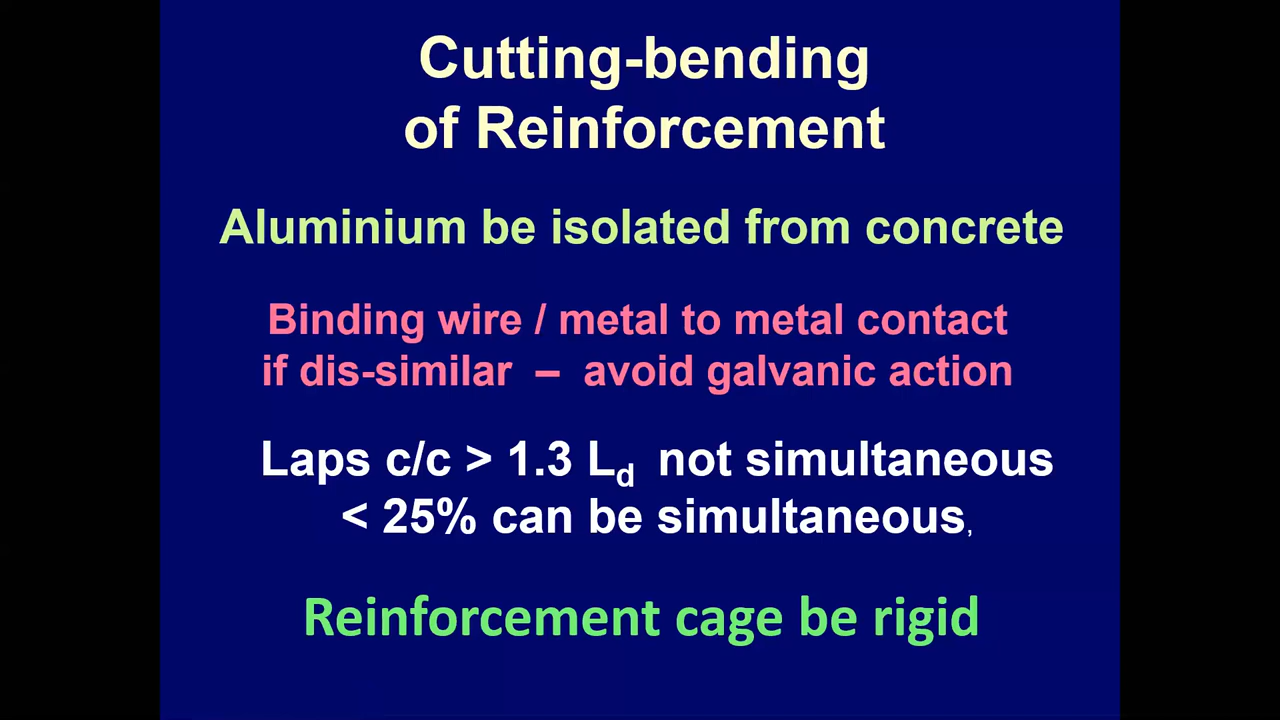 Cutting-bending
of Reinforcement
Aluminium be isolated from concrete
Binding wire / metal to metal contact
if dis-similar – avoid galvanic action
Laps c/c > 1.3 Ld not simultaneous
< 25% can be simultaneous,
Reinforcement cage be rigid